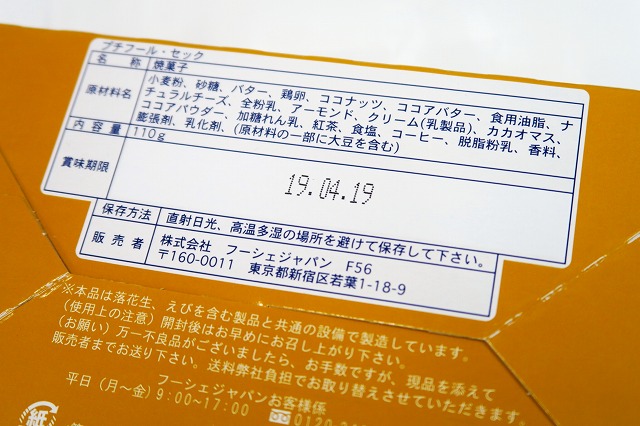 プチフール・セック
名 称 焼菓子
原材料名 小麦粉、砂糖、バター、鶏卵、ココナッツ、ココアバター、食用油脂、ナ
チュラルチーズ、全粉乳、アーモンド、クリーム(乳製品)、カカオマス、
ココアパウダー、加糖れん乳、紅茶、食塩、コーヒー、脱脂粉乳、香料、
膨張剤、乳化剤、(原材料の一部に大豆を含む)
内容量 110g
賞味期限 19.04.19
保存方法 直射日光、高温多湿の場所を避けて保存して下さい。
販売者 株式会社 フーシェジャパン F56
〒160-0011 東京都新宿区若葉1-18-9
※本品は落花生、えびを含む製品と共通の設備で製造しています。
(使用上の注意)開封後はお早めにお召し上がり下さい。
(お願い)万一不良品がございましたら、お手数ですが、現品を添えて
販売者までお送り下さい。送料弊社負担でお取り替えさせていただきます。
フーシェジャパンお客様係
平日(月〜金)9:00〜17:00
0120
紙